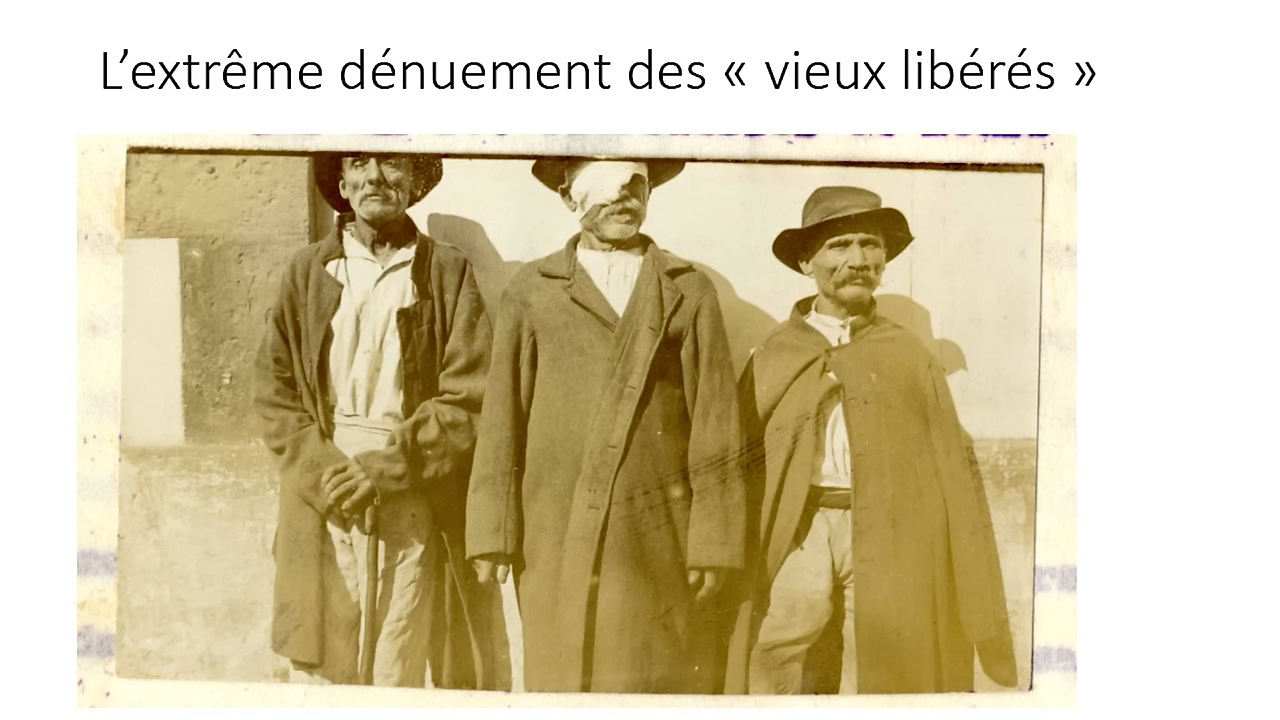 L’extrême dénuement des « vieux libérés »